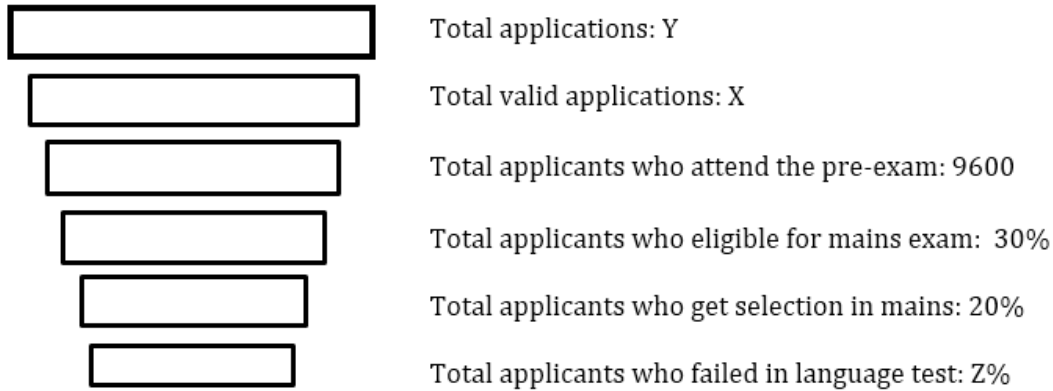 Total applications: Y
Total valid applications: X
Total applicants who attend the pre-exam: 9600
Total applicants who eligible for mains exam: 30%
Total applicants who get selection in mains: 20%
Total applicants who failed in language test: Z%